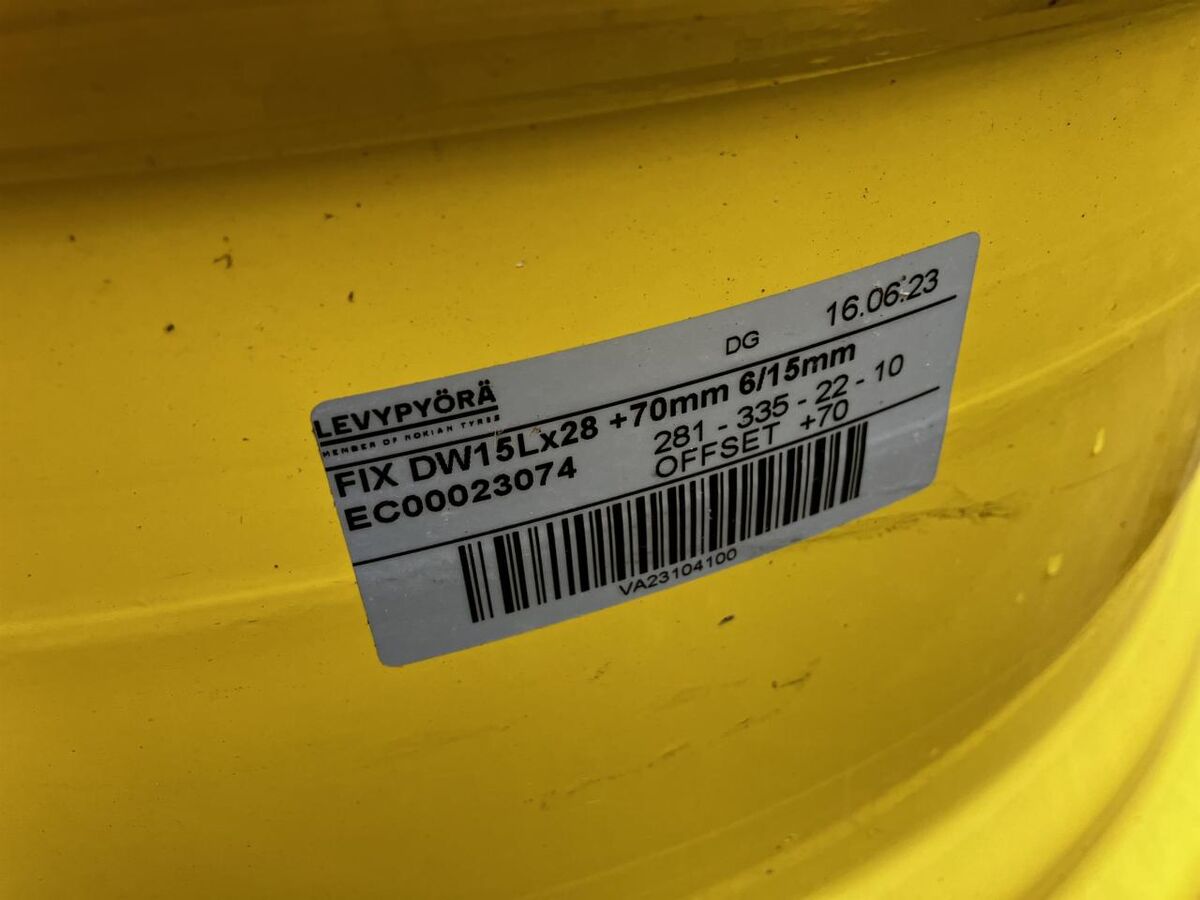 DG 16.06.23
LEVYPYÖRÄ
MEMBER OF NOKIAN TYRES
FIX DW15Lx28 +70mm 6/15mm
EC00023074 281 - 335 - 22 - 10
OFFSET +70
VA23104100